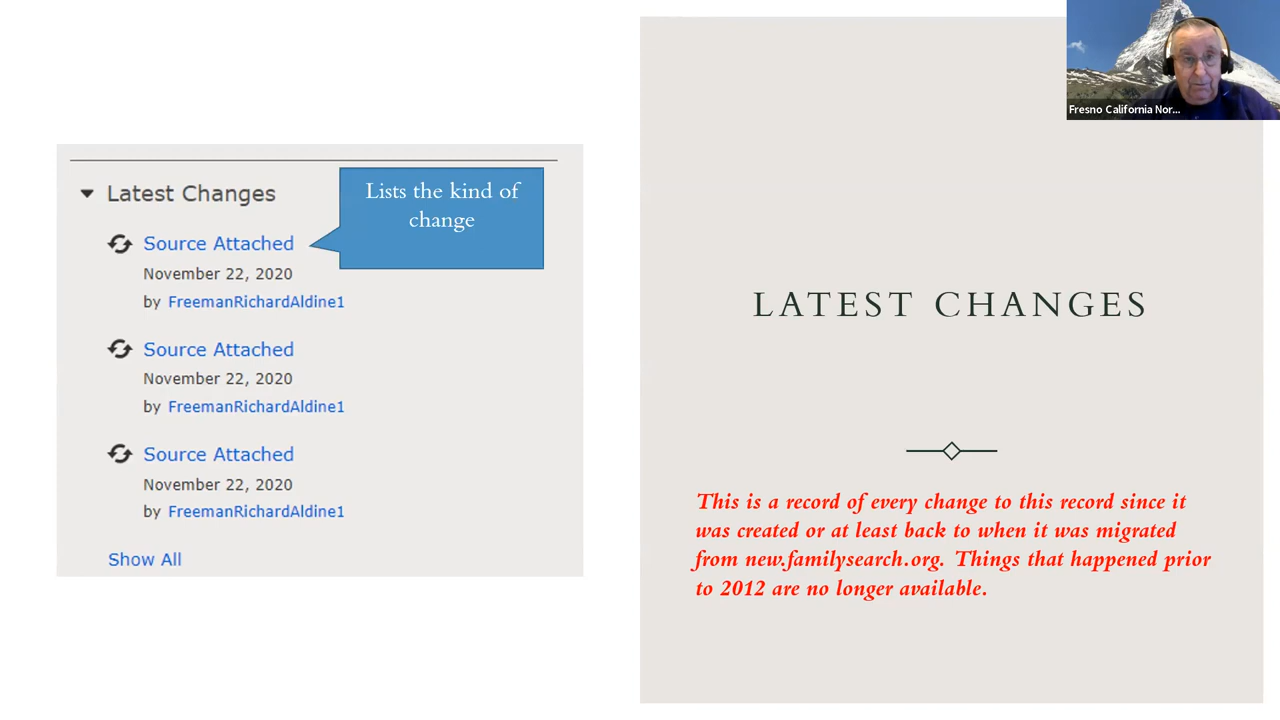 Latest Changes
Lists the kind of
change
Source Attached
November 22, 2020
by FreemanRichardAldine1
Source Attached
November 22, 2020
by FreemanRichardAldine1
Source Attached
November 22, 2020
by FreemanRichardAldine1
Show All
LATEST CHANGES
This is a record of every change to this record since it
was created or at least back to when it was migrated
from new.familysearch.org. Things that happened prior
to 2012 are no longer available.
Fresno California Nor...